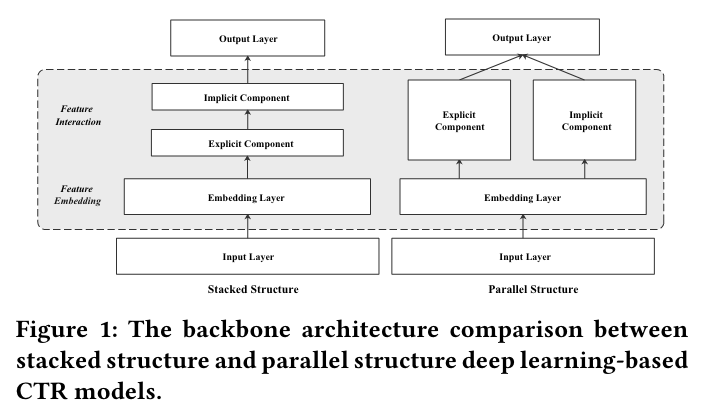 Output Layer
Output Layer
Feature
Interaction
Implicit Component
Explicit Component
Explicit
Component
Implicit
Component
Feature
Embedding
Embedding Layer
Embedding Layer
Input Layer
Input Layer
Stacked Structure
Parallel Structure
Figure 1: The backbone architecture comparison between
stacked structure and parallel structure deep learning-based
CTR models.